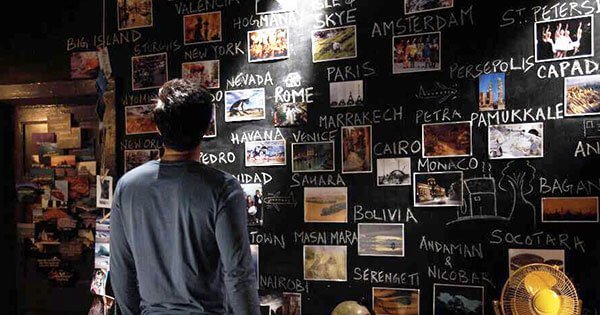 VALENCIA
HOGMANAY
ISLE &
SKYE
AMSTERDAM
ST. PETERS
BIG ISLAND
STURGIS
NEW YORK
PERSEPOLIS
CAPAD
NEVADA
ROME
PARIS
MARRAKECH
PETRA
PAMUKKALE
HAVANA
VENICE
CAIRO
PEDRO
MONACO
SAHARA
BAGAN
BOLIVIA
TOWN
MASAI MARA
ANDAMAN
&
NICOBAR
SOCOTARA
NAIROBI
SERENGETI